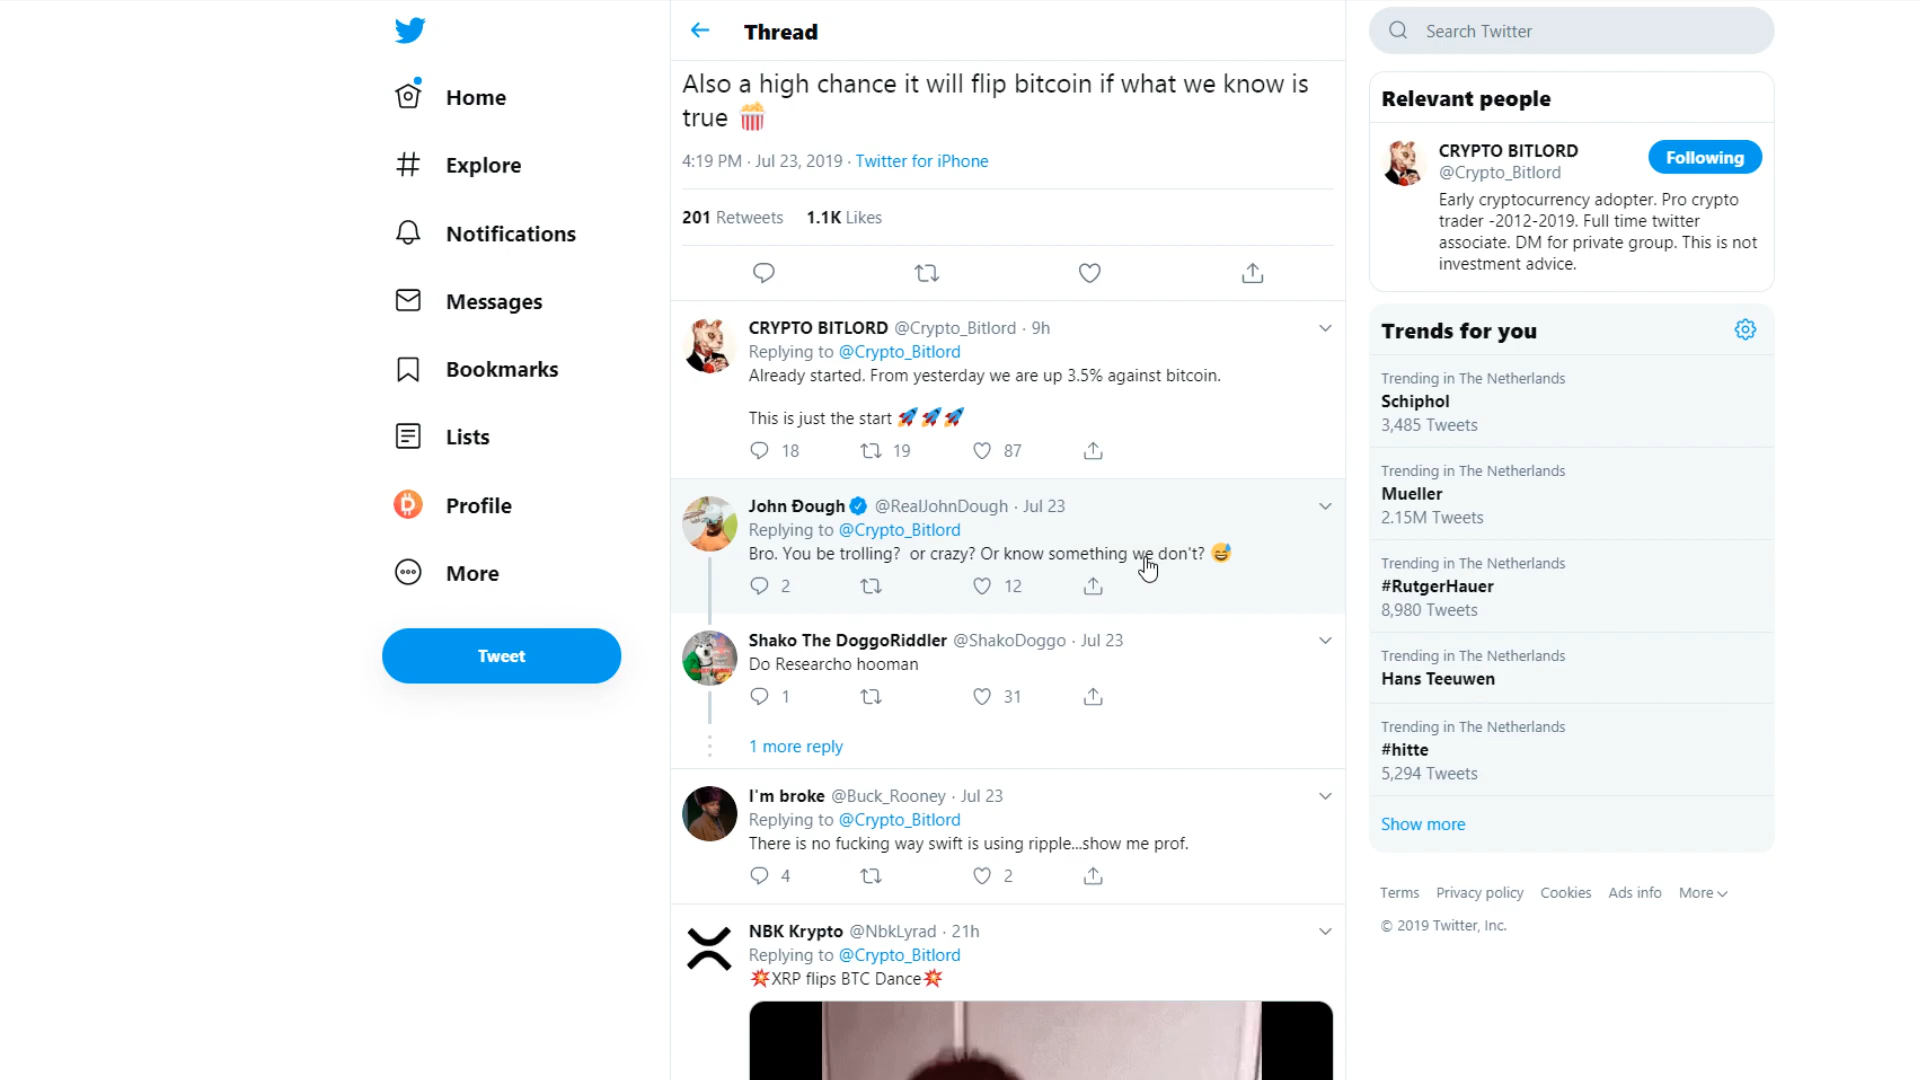 Home
Explore
Notifications
Messages
Bookmarks
Lists
Profile
More
Tweet
Thread
Also a high chance it will flip bitcoin if what we know is
true 🍿
4:19 PM · Jul 23, 2019 · Twitter for iPhone
201 Retweets 1.1K Likes
CRYPTO BITLORD @Crypto_Bitlord · 9h
Replying to @Crypto_Bitlord
Already started. From yesterday we are up 3.5% against bitcoin.
This is just the start 🚀🚀🚀
18 19 87
John Đough @RealJohnDough · Jul 23
Replying to @Crypto_Bitlord
Bro. You be trolling? or crazy? Or know something we don't? 😅
2 12
Shako The DoggoRiddler @ShakoDoggo · Jul 23
Do Researcho hooman
1 31
1 more reply
I'm broke @Buck_Rooney · Jul 23
Replying to @Crypto_Bitlord
There is no fucking way swift is using ripple...show me prof.
4 2
NBK Krypto @NbkLyrad · 21h
Replying to @Crypto_Bitlord
💥XRP flips BTC Dance💥
Search Twitter
Relevant people
CRYPTO BITLORD
@Crypto_Bitlord
Following
Early cryptocurrency adopter. Pro crypto
trader -2012-2019. Full time twitter
associate. DM for private group. This is not
investment advice.
Trends for you
Trending in The Netherlands
Schiphol
3,485 Tweets
Trending in The Netherlands
Mueller
2.15M Tweets
Trending in The Netherlands
#RutgerHauer
8,980 Tweets
Trending in The Netherlands
Hans Teeuwen
Trending in The Netherlands
#hitte
5,294 Tweets
Show more
Terms Privacy policy Cookies Ads info More
© 2019 Twitter, Inc.